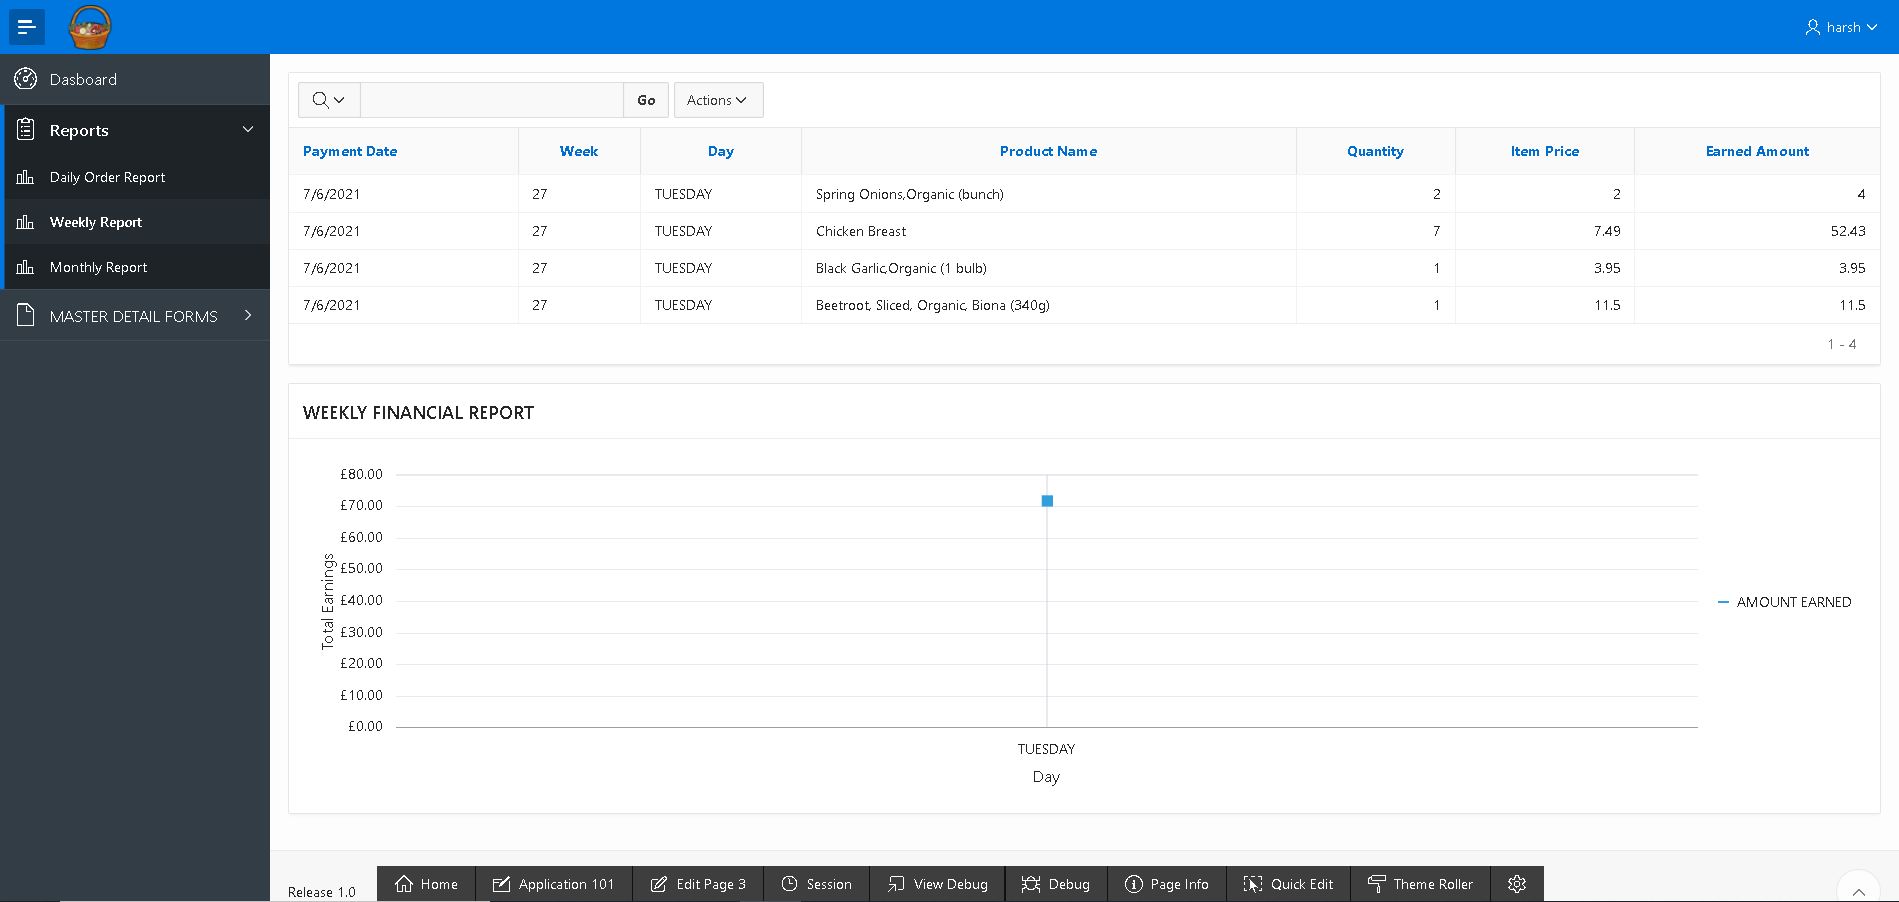 harsh
Dasboard
Reports
Daily Order Report
Weekly Report
Monthly Report
MASTER DETAIL FORMS
Go Actions
Payment Date Week Day Product Name Quantity Item Price Earned Amount
7/6/2021 27 TUESDAY Spring Onions,Organic (bunch) 2 2 4
7/6/2021 27 TUESDAY Chicken Breast 7 7.49 52.43
7/6/2021 27 TUESDAY Black Garlic,Organic (1 bulb) 1 3.95 3.95
7/6/2021 27 TUESDAY Beetroot, Sliced, Organic, Biona (340g) 1 11.5 11.5
1 - 4
WEEKLY FINANCIAL REPORT
Total Earnings
£80.00
£70.00
£60.00
£50.00
£40.00
£30.00
£20.00
£10.00
£0.00
TUESDAY
Day
AMOUNT EARNED
Release 1.0
Home Application 101 Edit Page 3 Session View Debug Debug Page Info Quick Edit Theme Roller